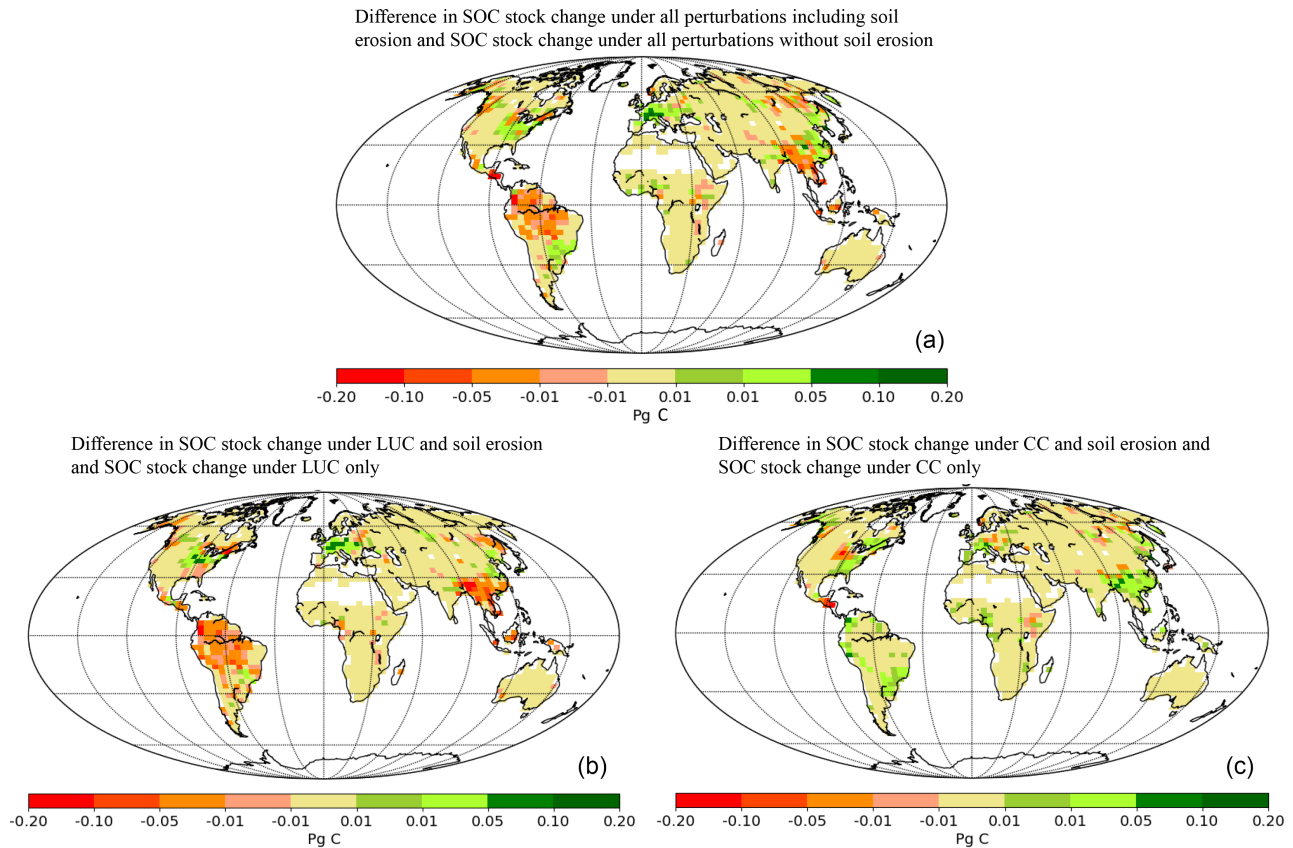 Difference in SOC stock change under all perturbations including soil
erosion and SOC stock change under all perturbations without soil erosion
(a)
-0.20 -0.10 -0.05 -0.01 -0.01 0.01 0.01 0.05 0.10 0.20
Pg C
Difference in SOC stock change under LUC and soil erosion
and SOC stock change under LUC only
(b)
-0.20 -0.10 -0.05 -0.01 -0.01 0.01 0.01 0.05 0.10 0.20
Pg C
Difference in SOC stock change under CC and soil erosion and
SOC stock change under CC only
(c)
-0.20 -0.10 -0.05 -0.01 -0.01 0.01 0.01 0.05 0.10 0.20
Pg C